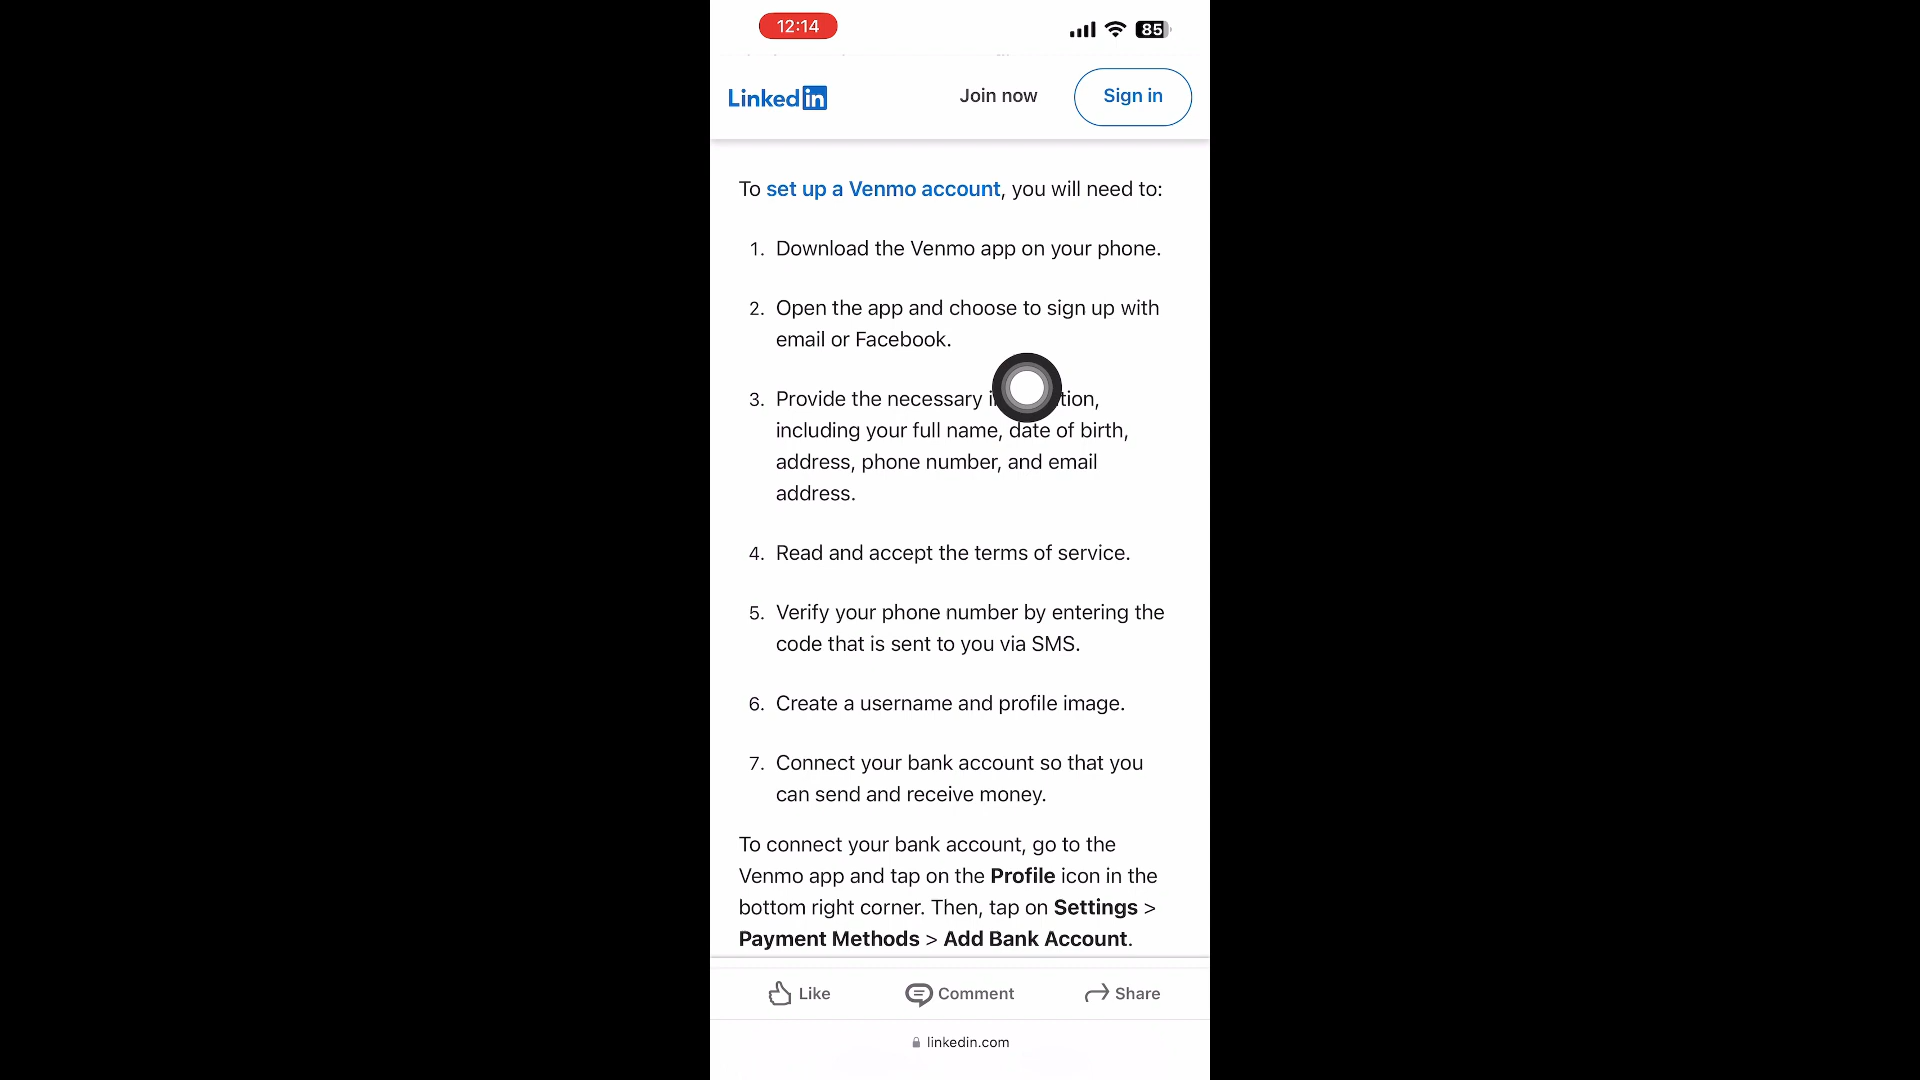 12:14
85
Linkedin
Join now
Sign in
To set up a Venmo account, you will need to:
1. Download the Venmo app on your phone.
2. Open the app and choose to sign up with
email or Facebook.
3. Provide the necessary tion,
including your full name, date of birth,
address, phone number, and email
address.
4. Read and accept the terms of service.
5. Verify your phone number by entering the
code that is sent to you via SMS.
6. Create a username and profile image.
7. Connect your bank account so that you
can send and receive money.
To connect your bank account, go to the
Venmo app and tap on the Profile icon in the
bottom right corner. Then, tap on Settings >
Payment Methods > Add Bank Account.
Like
Comment
Share
linkedin.com